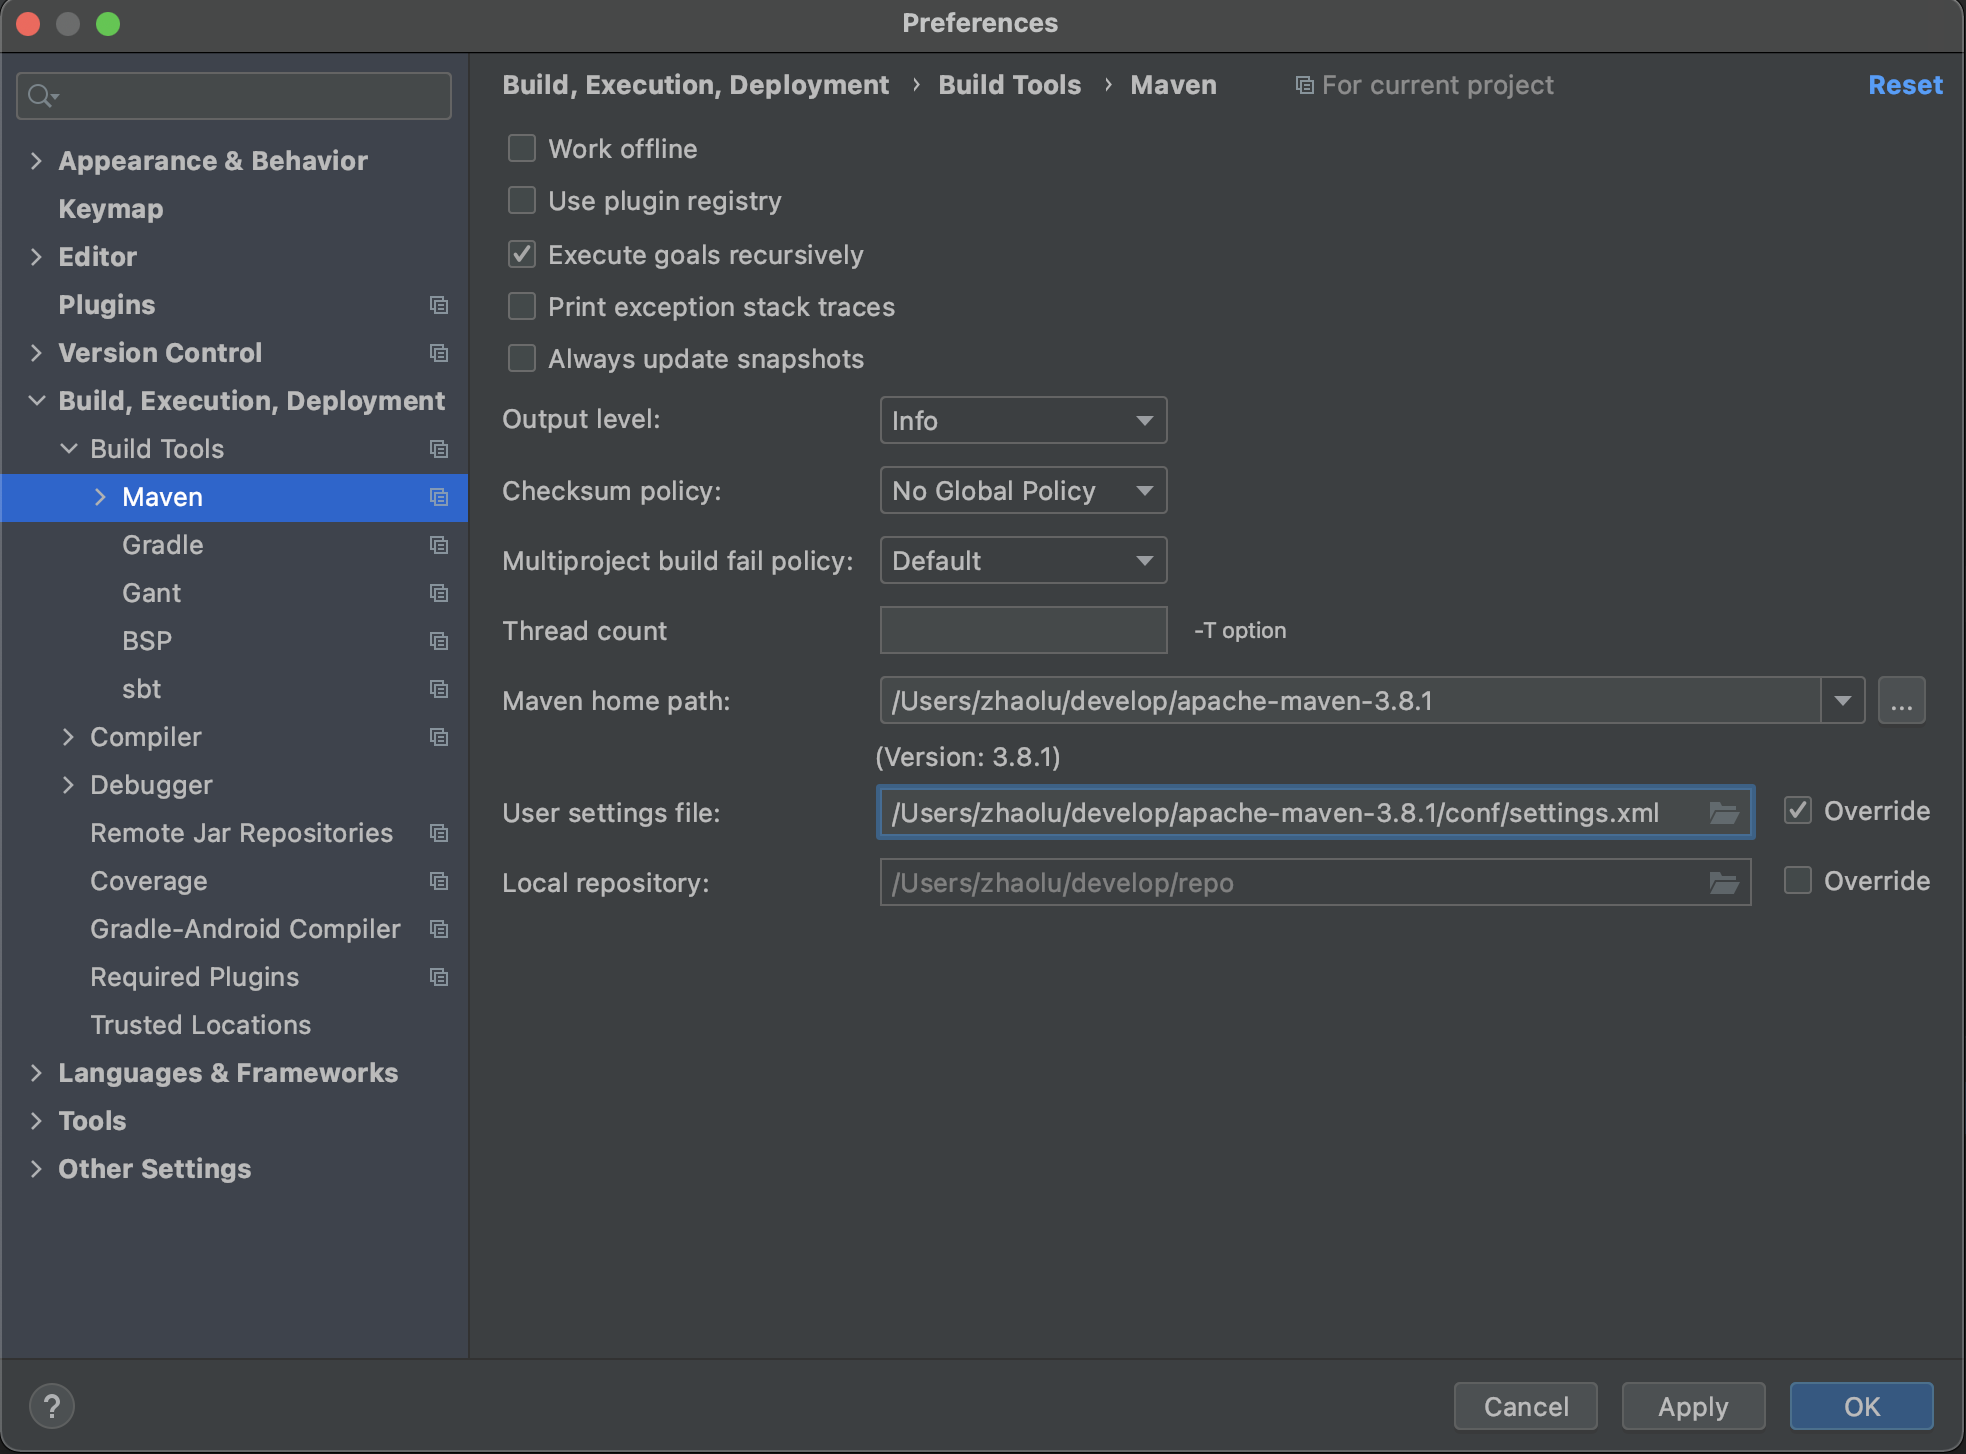 Preferences
Appearance & Behavior
Keymap
Editor
Plugins
Version Control
Build, Execution, Deployment
Build Tools
Maven
Gradle
Gant
BSP
sbt
Compiler
Debugger
Remote Jar Repositories
Coverage
Gradle-Android Compiler
Required Plugins
Trusted Locations
Languages & Frameworks
Tools
Other Settings
Build, Execution, Deployment › Build Tools › Maven For current project Reset
Work offline
Use plugin registry
Execute goals recursively
Print exception stack traces
Always update snapshots
Output level: Info
Checksum policy: No Global Policy
Multiproject build fail policy: Default
Thread count -T option
Maven home path: /Users/zhaolu/develop/apache-maven-3.8.1 ...
(Version: 3.8.1)
User settings file: /Users/zhaolu/develop/apache-maven-3.8.1/conf/settings.xml Override
Local repository: /Users/zhaolu/develop/repo Override
? Cancel Apply OK